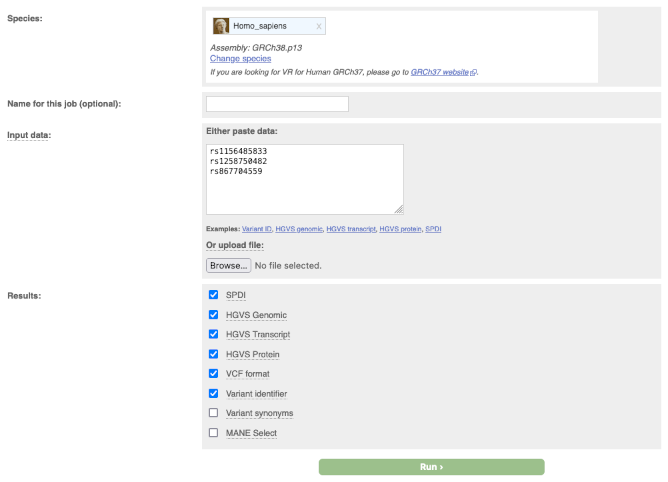 Species:
Homo_sapiens x
Assembly: GRCh38.p13
Change species
If you are looking for VR for Human GRCh37, please go to GRCh37 website.
Name for this job (optional):
Input data:
Either paste data:
rs1156485833
rs1258750482
rs867704559
Examples: Variant ID, HGVS genomic, HGVS transcript, HGVS protein, SPDI
Or upload file:
Browse... No file selected.
Results:
SPDI
HGVS Genomic
HGVS Transcript
HGVS Protein
VCF format
Variant identifier
Variant synonyms
MANE Select
Run ›